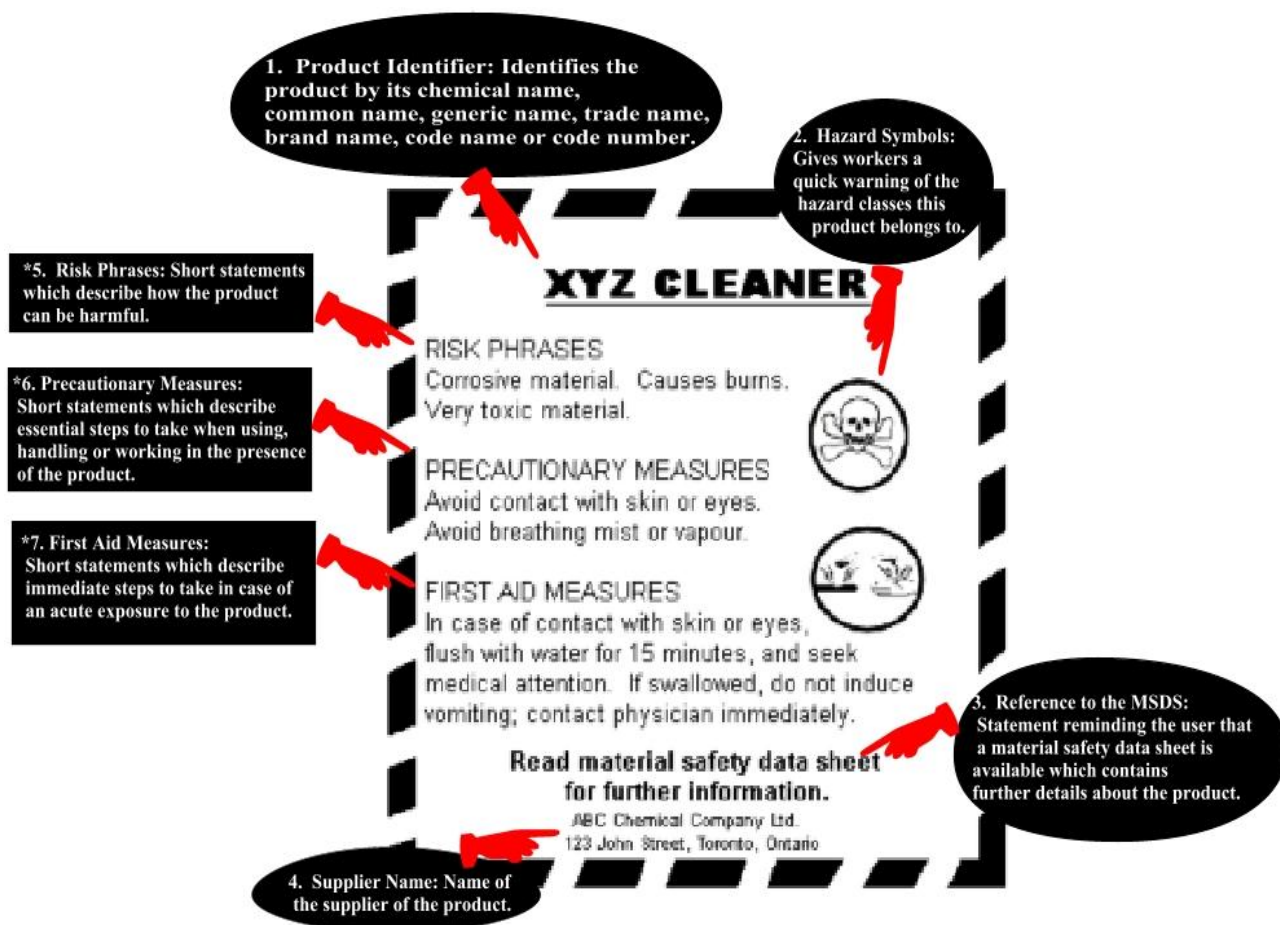 1. Product Identifier: Identifies the
product by its chemical name,
common name, generic name, trade name,
brand name, code name or code number.
2. Hazard Symbols:
Gives workers a
quick warning of the
hazard classes this
product belongs to.
*5. Risk Phrases: Short statements
which describe how the product
can be harmful.
*6. Precautionary Measures:
Short statements which describe
essential steps to take when using,
handling or working in the presence
of the product.
*7. First Aid Measures:
Short statements which describe
immediate steps to take in case of
an acute exposure to the product.
XYZ CLEANER
RISK PHRASES
Corrosive material. Causes burns.
Very toxic material.
PRECAUTIONARY MEASURES
Avoid contact with skin or eyes.
Avoid breathing mist or vapour.
FIRST AID MEASURES
In case of contact with skin or eyes,
flush with water for 15 minutes, and seek
medical attention. If swallowed, do not induce
vomiting; contact physician immediately.
Read material safety data sheet
for further information.
ABC Chemical Company Ltd.
123 John Street, Toronto, Ontario
3. Reference to the MSDS:
Statement reminding the user that
a material safety data sheet is
available which contains
further details about the product.
4. Supplier Name: Name of
the supplier of the product.